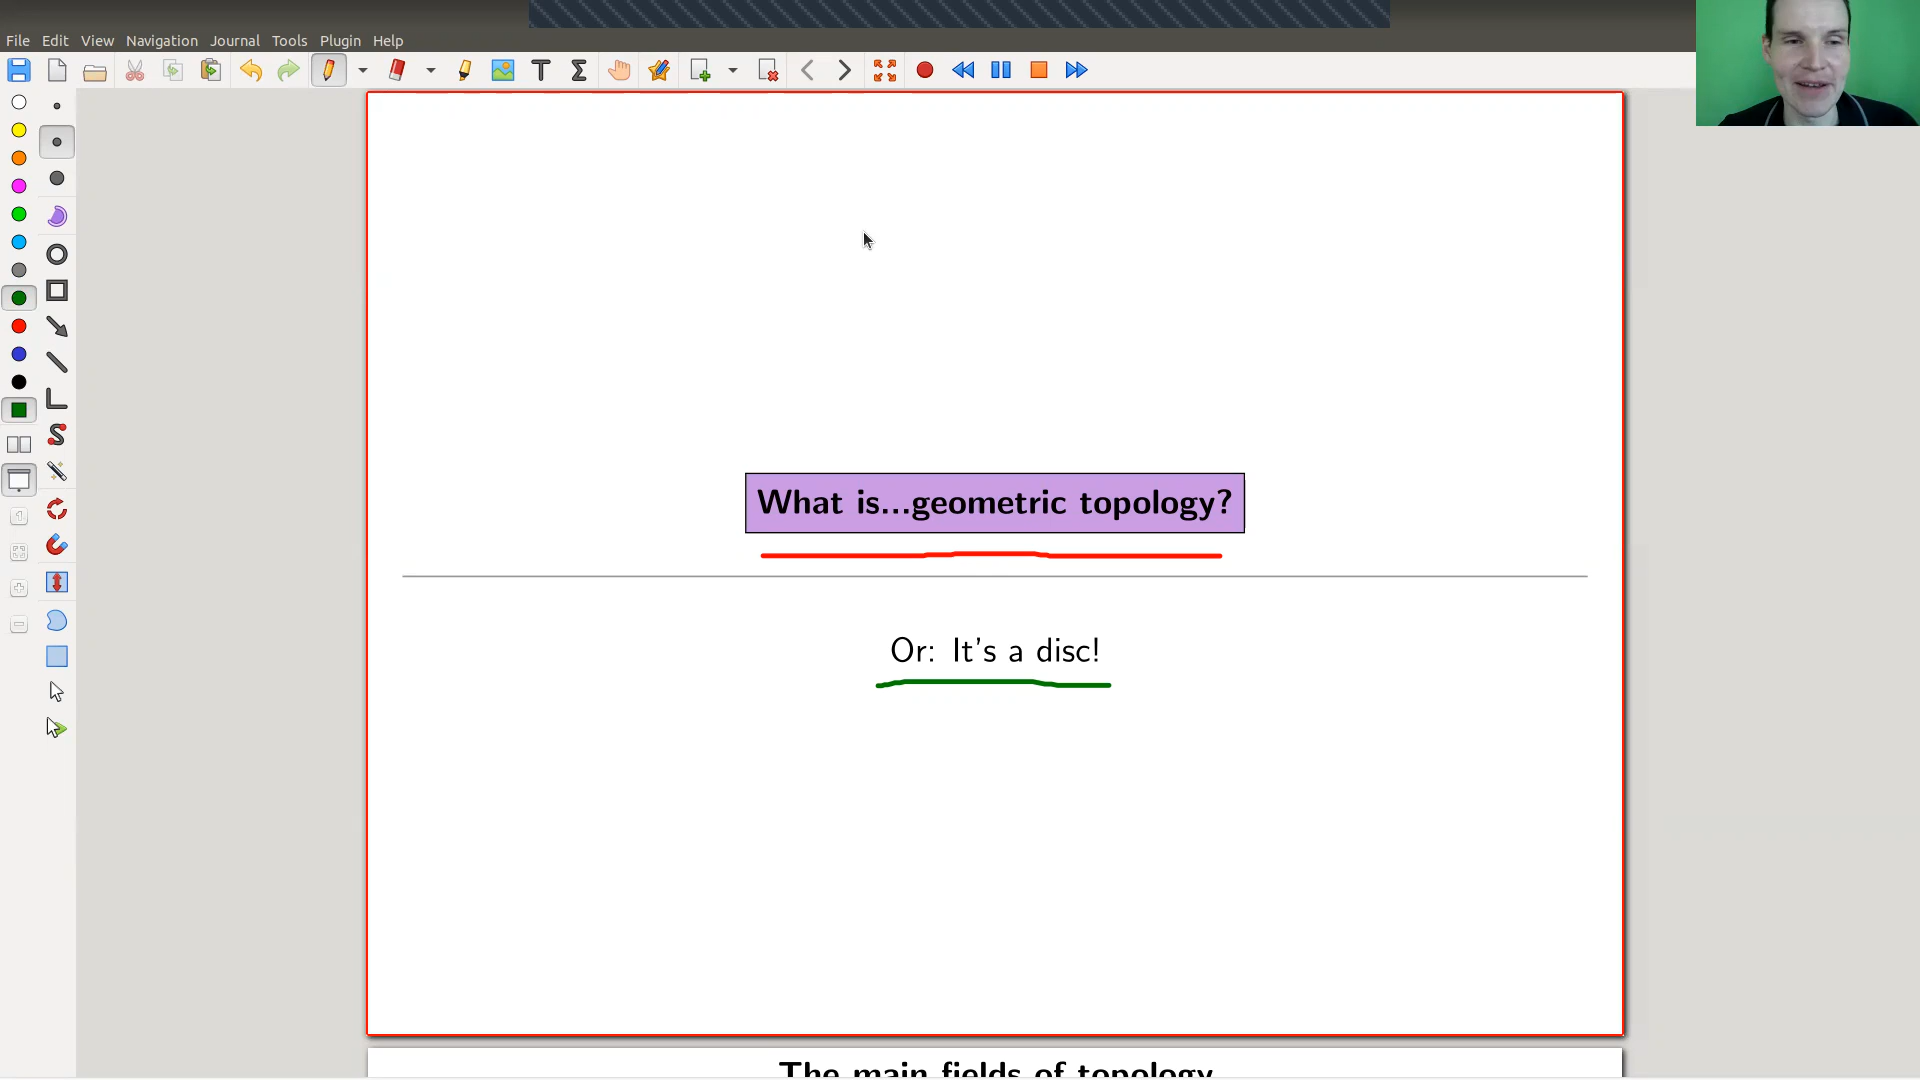 File Edit View Navigation Journal Tools Plugin Help
What is...geometric topology?
Or: It's a disc!
The main fields of topology